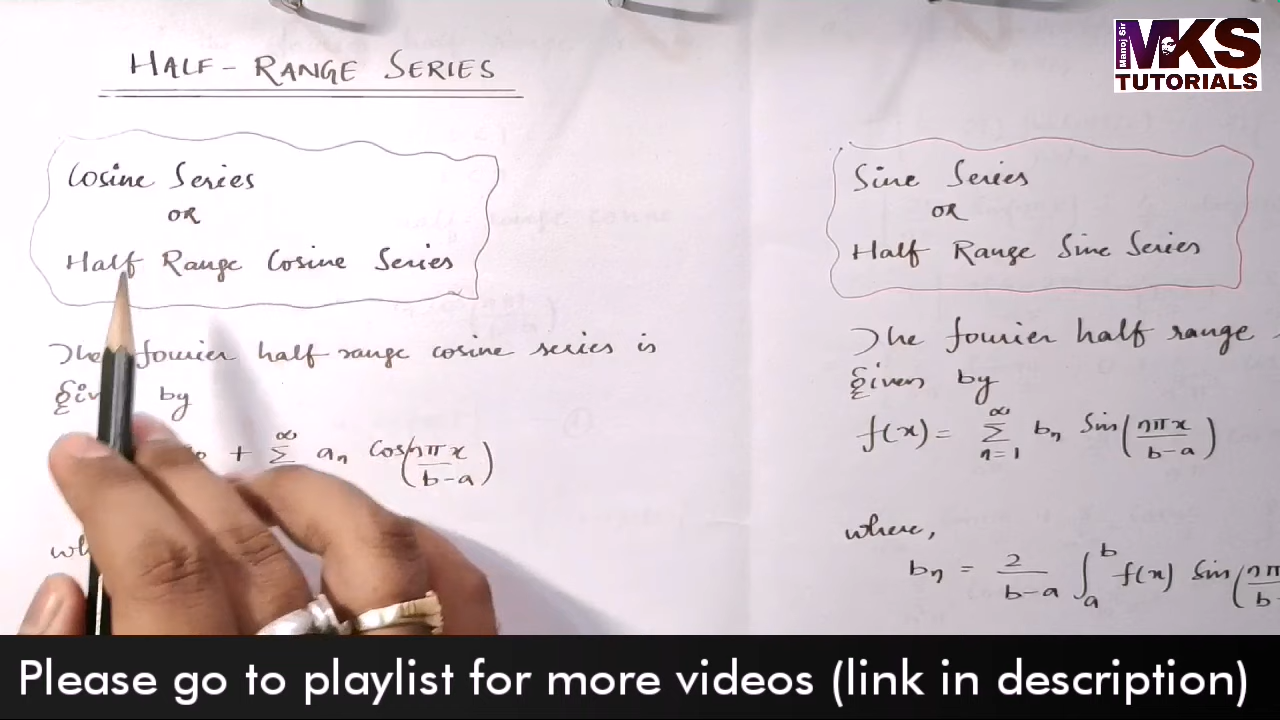 HALF-RANGE SERIES
Manoj Sir
MKS
TUTORIALS
Cosine Series
OR
Half Range Cosine Series
The fourier half range cosine series is
by
+ ∞ Σ aₙ Cos(nπx / b-a)
Sine Series
OR
Half Range Sine Series
The fourier half range
given by
f(x) = ∞ Σ n=1 bₙ Sin(nπx / b-a)
where,
bₙ = 2 / b-a ∫ₐᵇ f(x) Sin(
Please go to playlist for more videos (link in description)